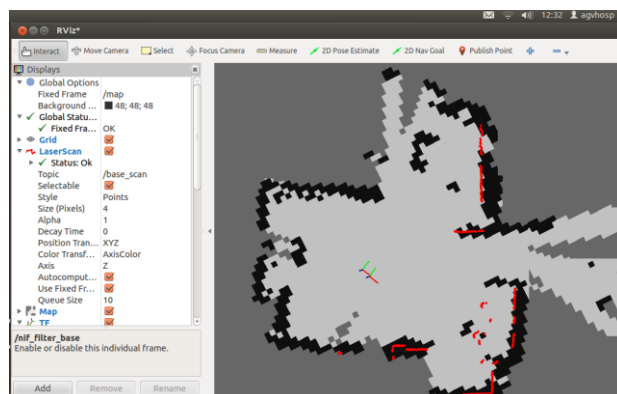 12:32 agvhosp
RViz*
Interact Move Camera Select Focus Camera Measure 2D Pose Estimate 2D Nav Goal Publish Point
Displays
Global Options
Fixed Frame /map
Background ... 48; 48; 48
Global Statu...
Fixed Fra... OK
Grid
LaserScan
Status: Ok
Topic /base_scan
Selectable
Style Points
Size (Pixels) 4
Alpha 1
Decay Time 0
Position Tran... XYZ
Color Transf... AxisColor
Axis Z
Autocomput...
Use Fixed Fr...
Queue Size 10
Map
TF
/nif_filter_base
Enable or disable this individual frame.
Add Remove Rename